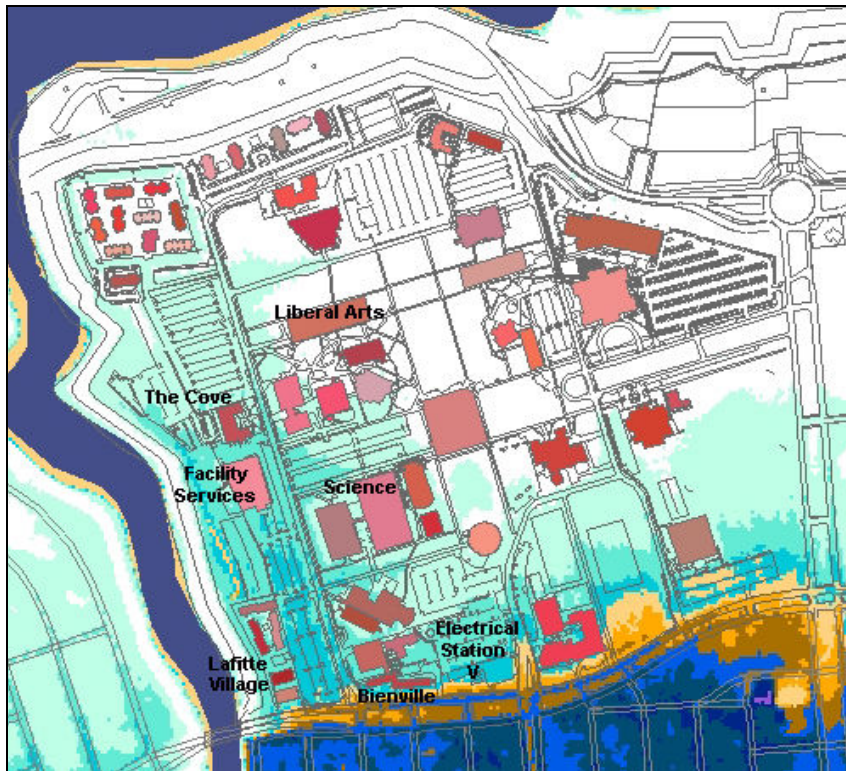 Liberal Arts
The Cove
Facility
Services
Science
Electrical
Station
V
Lafitte
Village
Bienville